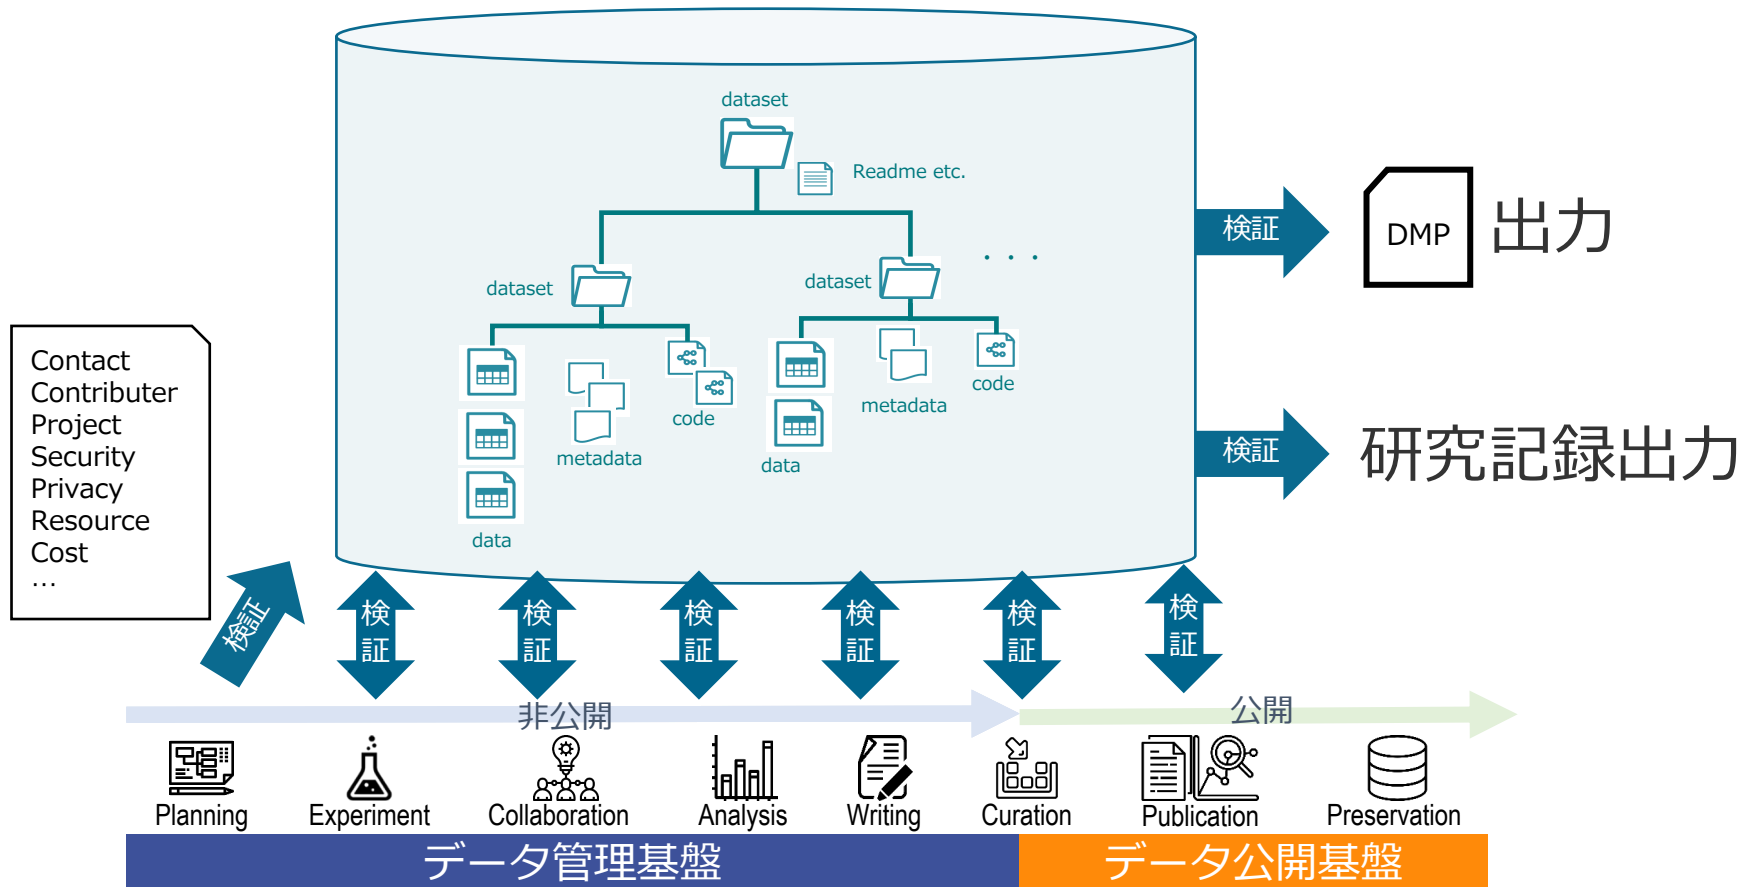 dataset
Readme etc.
dataset
dataset
・・・
data
metadata
code
data
metadata
code
Contact
Contributer
Project
Security
Privacy
Resource
Cost
…
検証
検証
検証
検証
検証
検証
検証
検証
DMP
出力
検証
研究記録出力
非公開
公開
Planning
Experiment
Collaboration
Analysis
Writing
Curation
Publication
Preservation
データ管理基盤
データ公開基盤